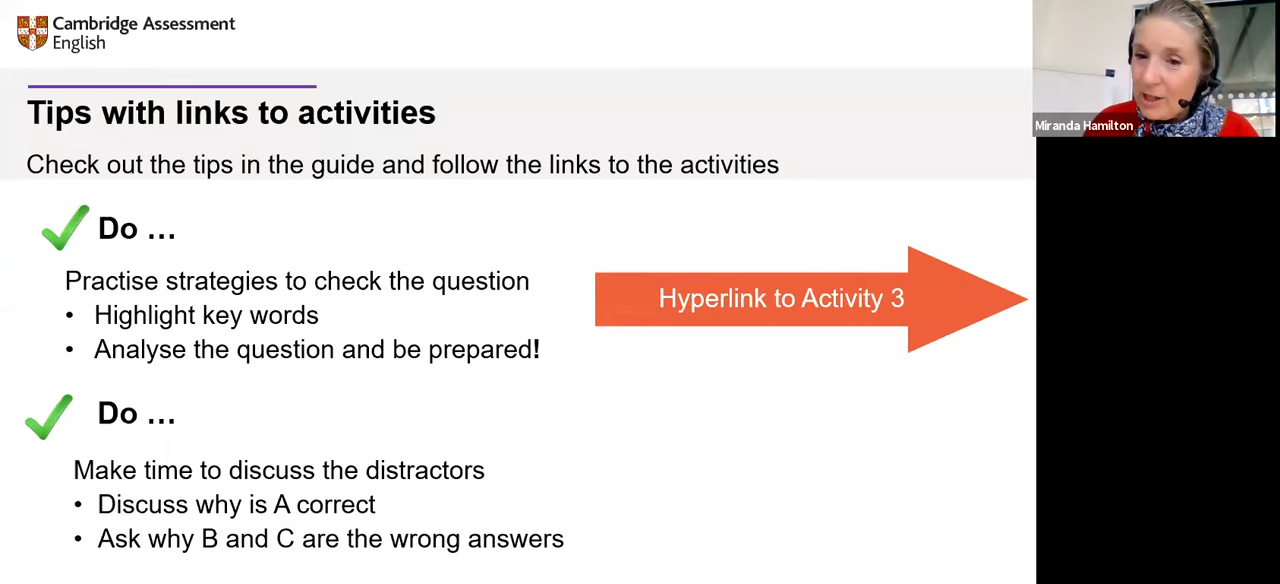 Cambridge Assessment
English
Tips with links to activities
Check out the tips in the guide and follow the links to the activities
Do ...
Practise strategies to check the question
• Highlight key words
• Analyse the question and be prepared!
Hyperlink to Activity 3
Do ...
Make time to discuss the distractors
• Discuss why is A correct
• Ask why B and C are the wrong answers
Miranda Hamilton